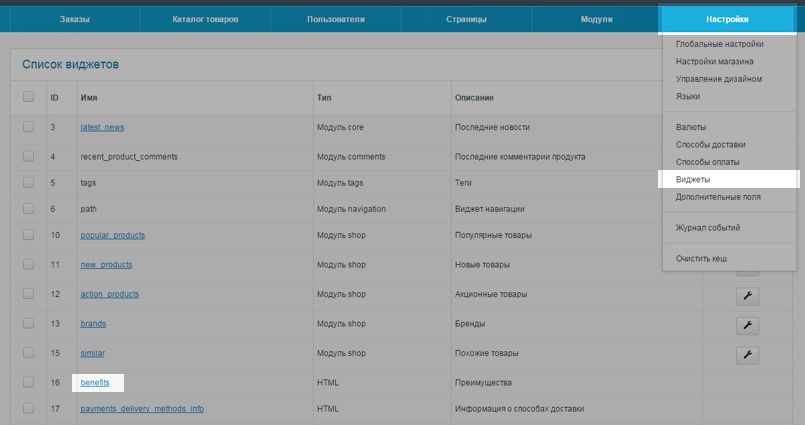 Заказы Каталог товаров Пользователи Страницы Модули Настройки
Глобальные настройки
Настройки магазина
Управление дизайном
Языки
Валюты
Способы доставки
Способы оплаты
Виджеты
Дополнительные поля
Журнал событий
Очистить кеш
Список виджетов
ID Имя Тип Описание
3 latest_news Модуль core Последние новости
4 recent_product_comments Модуль comments Последние комментарии продукта
5 tags Модуль tags Теги
6 path Модуль navigation Виджет навигации
10 popular_products Модуль shop Популярные товары
11 new_products Модуль shop Новые товары
12 action_products Модуль shop Акционные товары
13 brands Модуль shop Бренды
15 similar Модуль shop Похожие товары
16 benefits HTML Преимущества
17 payments_delivery_methods_info HTML Информация о способах доставки